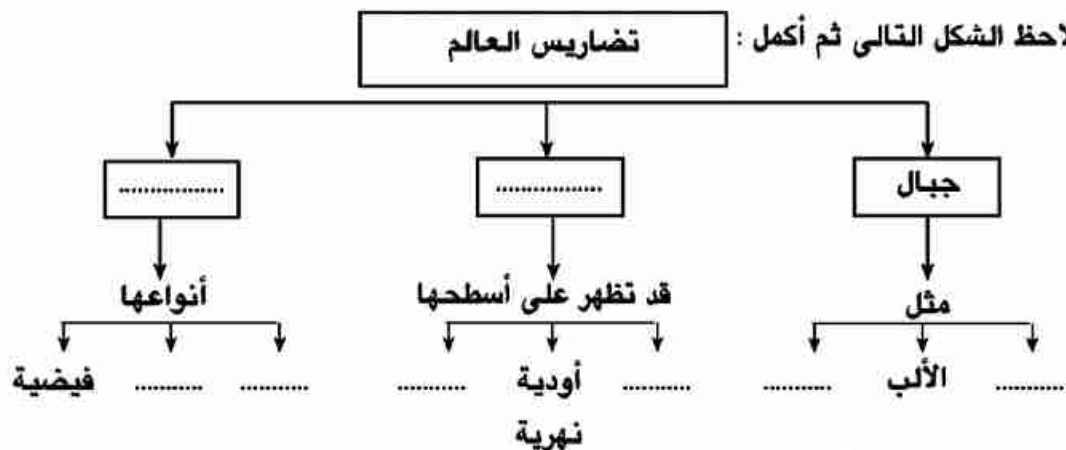 لاحظ الشكل التالى ثم أكمل :
تضاريس العالم
جبال
.................
.................
مثل
قد تظهر على أسطحها
أنواعها
........... الألب ...........
........... أودية نهرية ...........
........... ........... فيضية